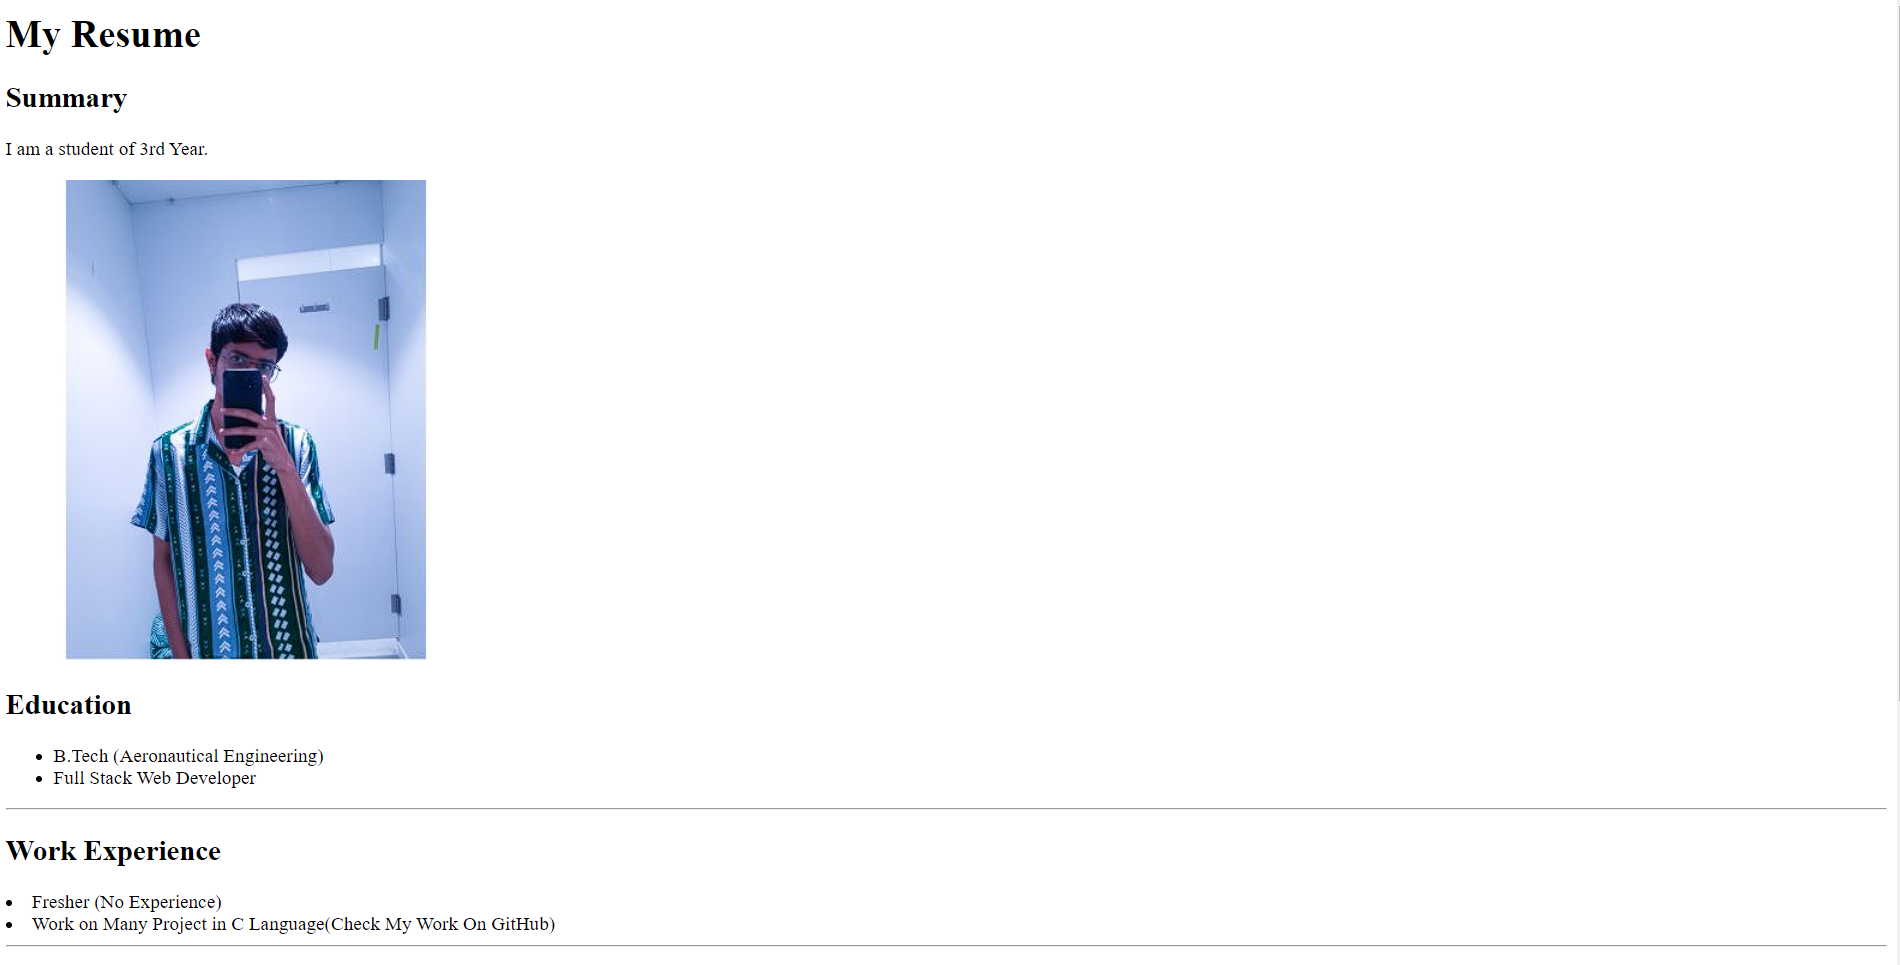 My Resume
Summary
I am a student of 3rd Year.
Education
B.Tech (Aeronautical Engineering)
Full Stack Web Developer
Work Experience
Fresher (No Experience)
Work on Many Project in C Language(Check My Work On GitHub)